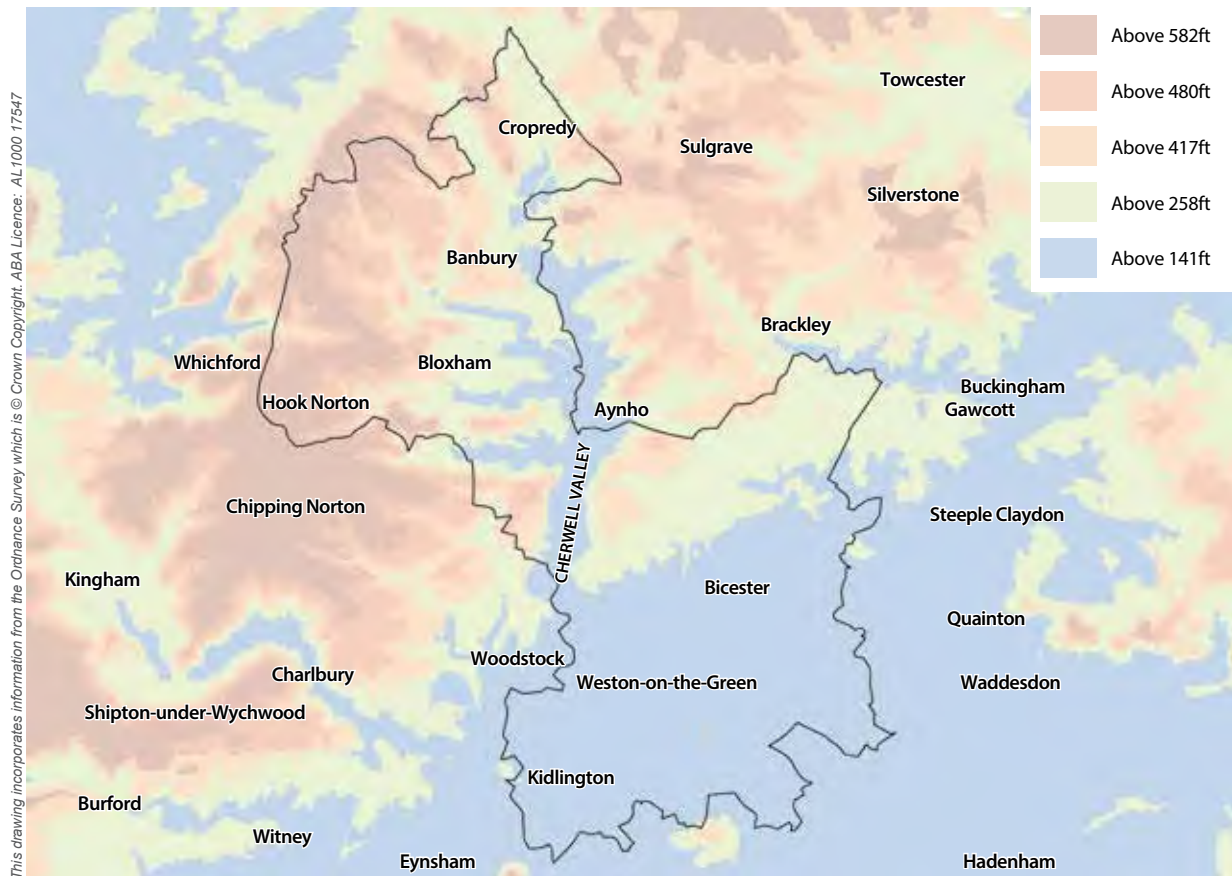 This drawing incorporates information from the Ordnance Survey which is © Crown Copyright. ABA Licence: AL1000 17547
Above 582ft
Above 480ft
Above 417ft
Above 258ft
Above 141ft
Towcester
Cropredy
Sulgrave
Silverstone
Banbury
Brackley
Whichford
Bloxham
Buckingham
Hook Norton
Aynho
Gawcott
CHERWELL VALLEY
Chipping Norton
Steeple Claydon
Kingham
Bicester
Quainton
Woodstock
Charlbury
Weston-on-the-Green
Waddesdon
Shipton-under-Wychwood
Kidlington
Burford
Witney
Eynsham
Hadenham